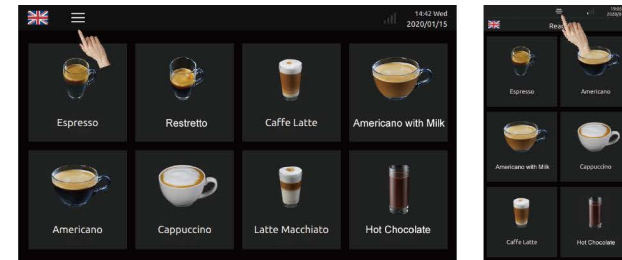 14:42 Wed
2020/01/15
Espresso
Restretto
Caffe Latte
Americano with Milk
Americano
Cappuccino
Latte Macchiato
Hot Chocolate
Espresso
Americano
Americano with Milk
Cappuccino
Caffe Latte
Hot Chocolate